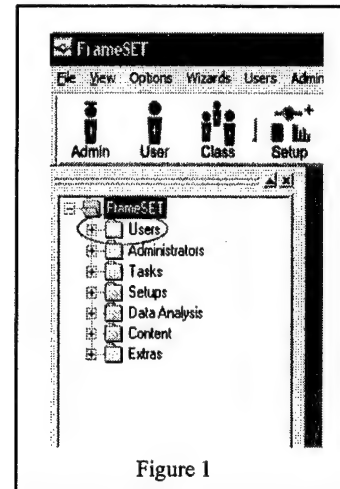 FrameSET
File View Options Wizards Users Admin
Admin User Class Setup
FrameSET
Users
Administrators
Tasks
Setups
Data Analysis
Content
Extras
Figure 1